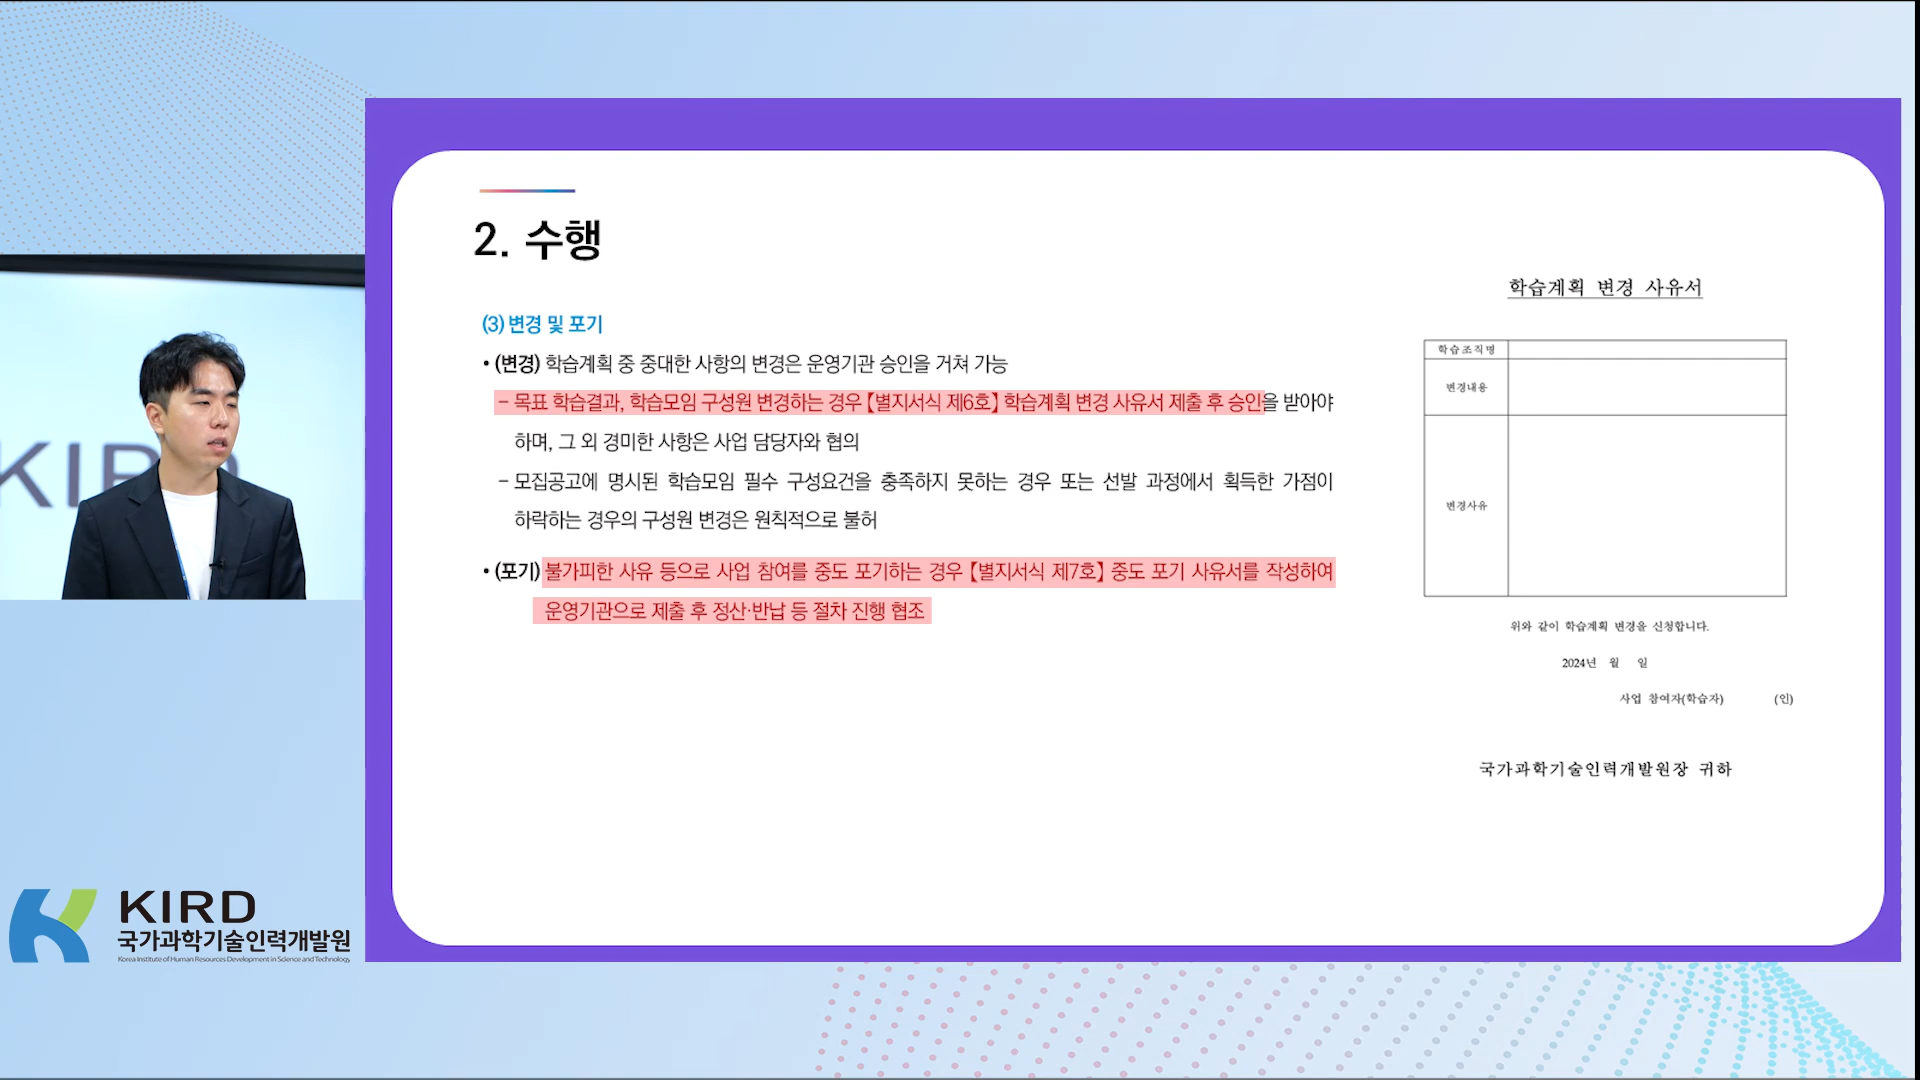 2. 수행
(3) 변경 및 포기
• (변경) 학습계획 중 중대한 사항의 변경은 운영기관 승인을 거쳐 가능
– 목표 학습결과, 학습모임 구성원 변경하는 경우 【별지서식 제6호】 학습계획 변경 사유서 제출 후 승인을 받아야
하며, 그 외 경미한 사항은 사업 담당자와 협의
– 모집공고에 명시된 학습모임 필수 구성요건을 충족하지 못하는 경우 또는 선발 과정에서 획득한 가점이
하락하는 경우의 구성원 변경은 원칙적으로 불허
• (포기) 불가피한 사유 등으로 사업 참여를 중도 포기하는 경우 【별지서식 제7호】 중도 포기 사유서를 작성하여
운영기관으로 제출 후 정산·반납 등 절차 진행 협조
학습계획 변경 사유서
학습조직명
변경내용
변경사유
위와 같이 학습계획 변경을 신청합니다.
2024년 월 일
사업 참여자(학습자) (인)
국가과학기술인력개발원장 귀하
KIRD
KIRD
국가과학기술인력개발원
Korea Institute of Human Resources Development in Science and Technology